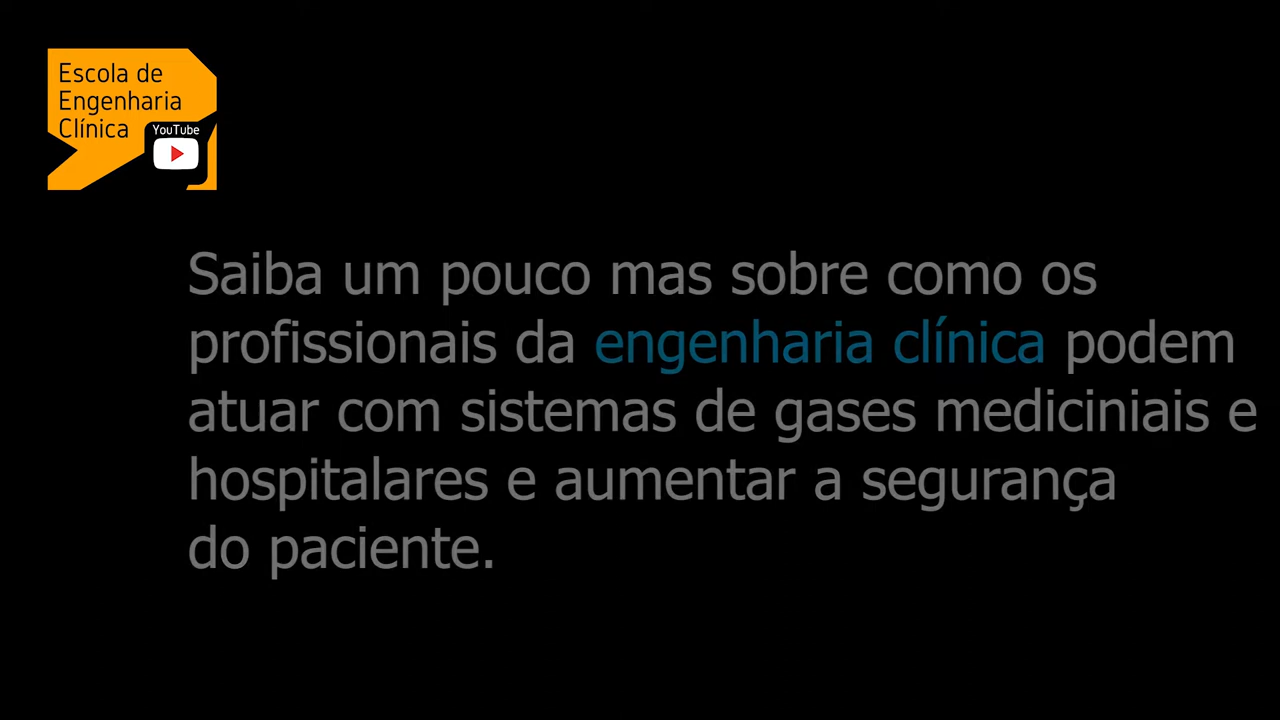 Escola de
Engenharia
Clínica
YouTube
Saiba um pouco mas sobre como os
profissionais da engenharia clínica podem
atuar com sistemas de gases mediciniais e
hospitalares e aumentar a segurança
do paciente.